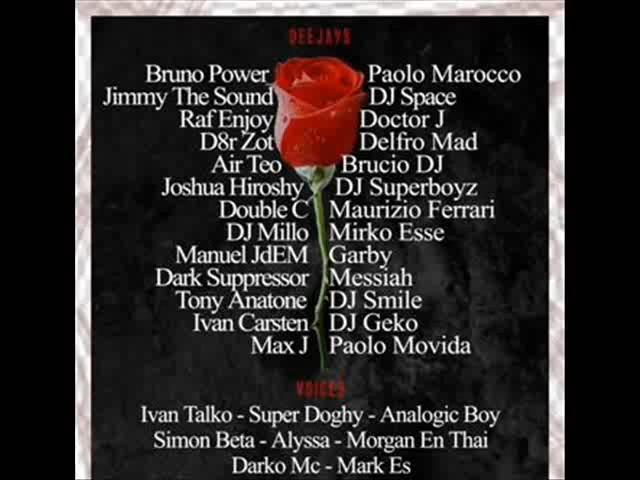 DEEJAYS
Bruno Power Paolo Marocco
Jimmy The Sound DJ Space
Raf Enjoy Doctor J
D8r Zot Delfro Mad
Air Teo Brucio DJ
Joshua Hiroshy DJ Superboyz
Double C Maurizio Ferrari
DJ Millo Mirko Esse
Manuel JdEM Garby
Dark Suppressor Messiah
Tony Anatone DJ Smile
Ivan Carsten DJ Geko
Max J Paolo Movida
VOICES
Ivan Talko - Super Doghy - Analogic Boy
Simon Beta - Alyssa - Morgan En Thai
Darko Mc - Mark Es